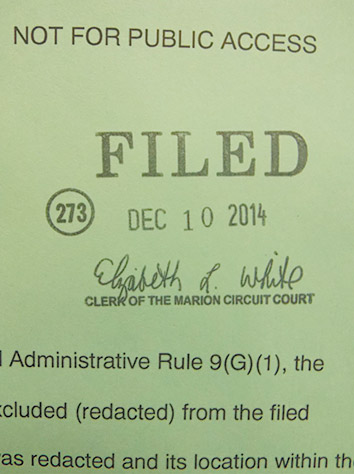 NOT FOR PUBLIC ACCESS
FILED
273 DEC 10 2014
Elizabeth L. White
CLERK OF THE MARION CIRCUIT COURT
Administrative Rule 9(G)(1), the
xcluded (redacted) from the filed
was redacted and its location within the